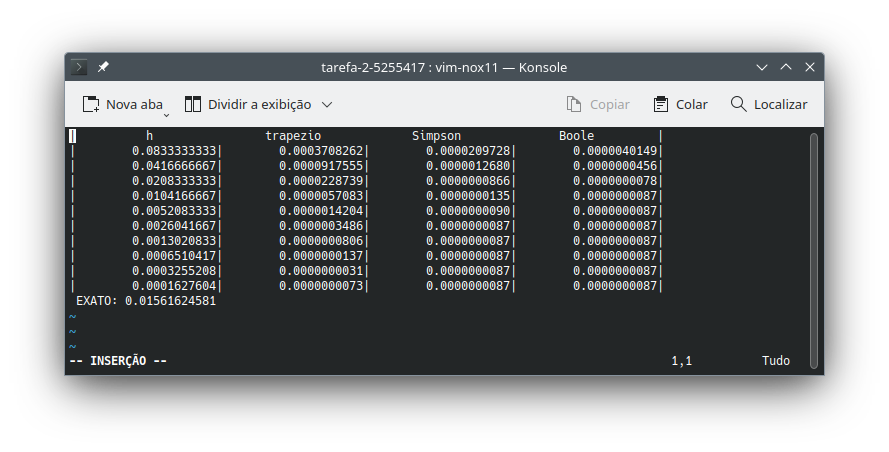 tarefa-2-5255417 : vim-nox11 — Konsole
Nova aba Dividir a exibição Copiar Colar Localizar
| h trapezio Simpson Boole |
| 0.0833333333| 0.0003708262| 0.0000209728| 0.0000040149|
| 0.0416666667| 0.0000917555| 0.0000012680| 0.0000000456|
| 0.0208333333| 0.0000228739| 0.0000000866| 0.0000000078|
| 0.0104166667| 0.0000057083| 0.0000000135| 0.0000000087|
| 0.0052083333| 0.0000014204| 0.0000000090| 0.0000000087|
| 0.0026041667| 0.0000003486| 0.0000000087| 0.0000000087|
| 0.0013020833| 0.0000000806| 0.0000000087| 0.0000000087|
| 0.0006510417| 0.0000000137| 0.0000000087| 0.0000000087|
| 0.0003255208| 0.0000000031| 0.0000000087| 0.0000000087|
| 0.0001627604| 0.0000000073| 0.0000000087| 0.0000000087|
EXATO: 0.01561624581
~
~
~
-- INSERÇÃO -- 1,1 Tudo